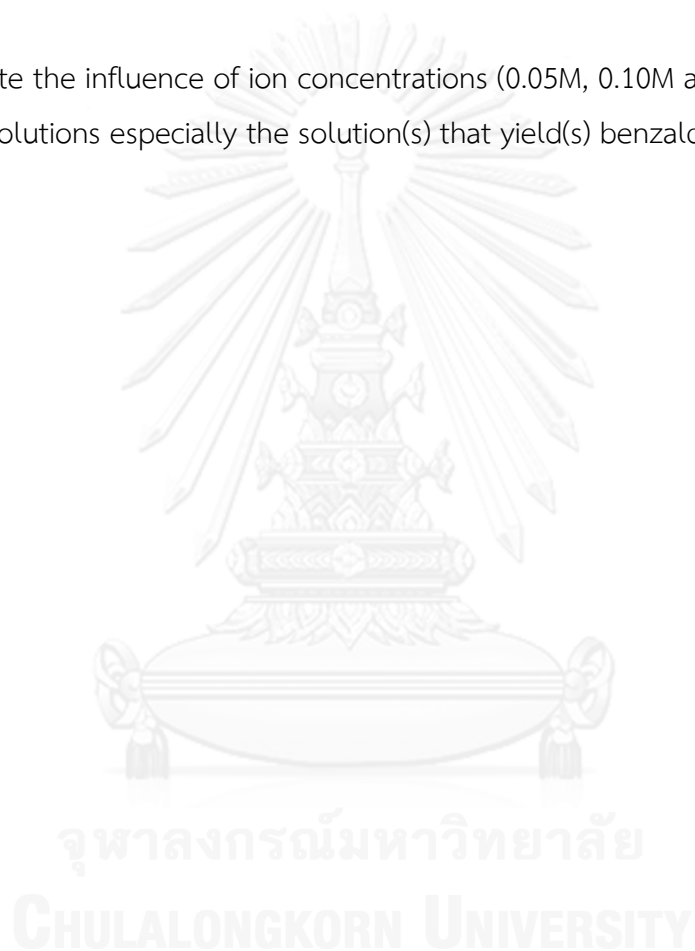 te the influence of ion concentrations (0.05M, 0.10M a
olutions especially the solution(s) that yield(s) benzald
จุฬาลงกรณ์มหาวิทยาลัย
CHULALONGKORN UNIVERSITY